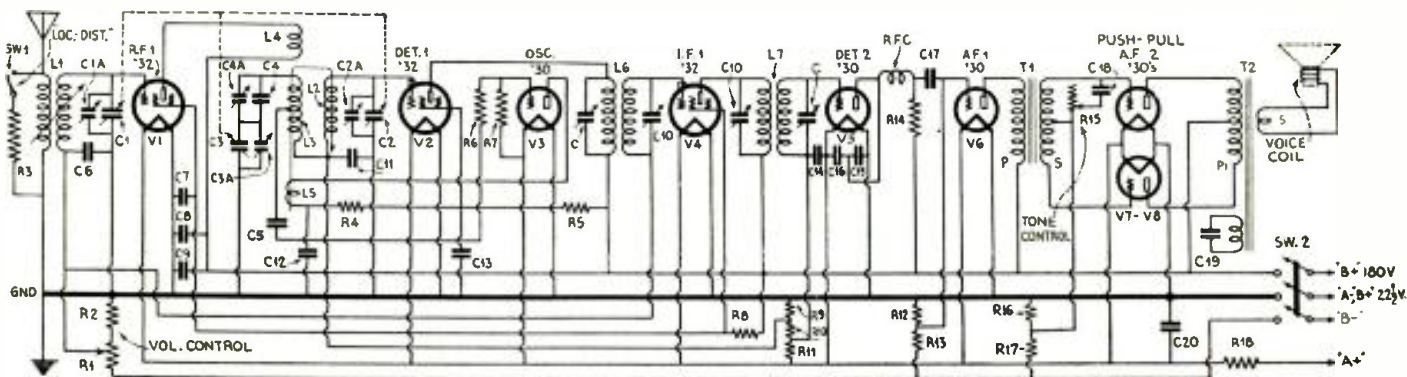 "LOC.-DIST."
SW1
L1
C1A
R.F.1
'32)
L4
C4A
C4
L2
C2A
DET.1
'32
OSC.
'30
L6
I.F.1
'32
C10
L7
C
DET 2
'30
R.F.C
C17
A.F.1
'30
T1
PUSH-PULL
A.F.2
'30's
C18
T2
R3
C1
V1
C3
C3A
L3
C2
C11
V2
R6
R7
V3
C
C10
V4
V5
R14
V6
R15
S
VOICE
COIL
C6
C7
C8
C9
L5
R4
R5
C14
C16
C15
P
S
TONE
CONTROL
V7-V8
P1
C5
C12
C13
C19
SW.2
GND
"B+" 180V
"A-", B+" 22½V.
"B-"
"A+"
R2
VOL. CONTROL
R1
R8
R9
R10
R11
R12
R13
R16
R17
C20
R18